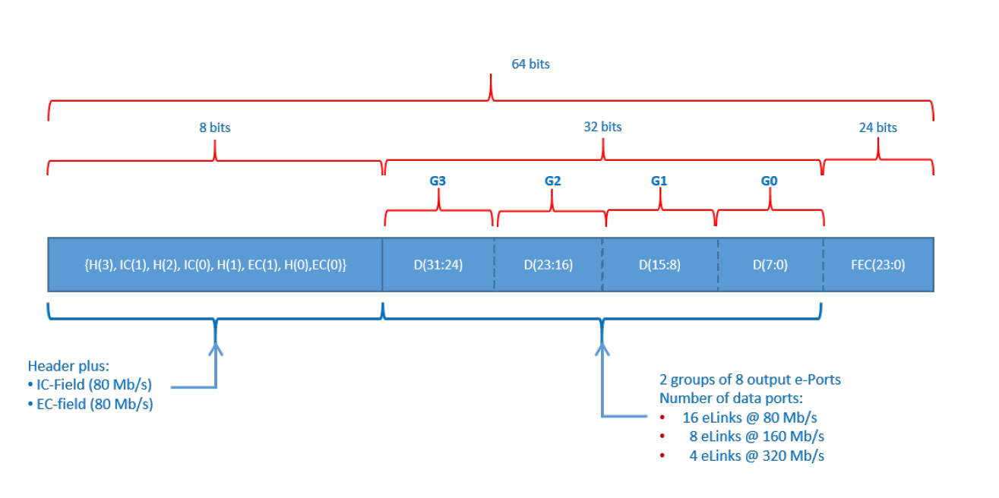 64 bits
8 bits
32 bits
24 bits
G3
G2
G1
G0
{H(3), IC(1), H(2), IC(0), H(1), EC(1), H(0),EC(0)}
D(31:24)
D(23:16)
D(15:8)
D(7:0)
FEC(23:0)
Header plus:
• IC-Field (80 Mb/s)
• EC-field (80 Mb/s)
2 groups of 8 output e-Ports
Number of data ports:
• 16 eLinks @ 80 Mb/s
• 8 eLinks @ 160 Mb/s
• 4 eLinks @ 320 Mb/s